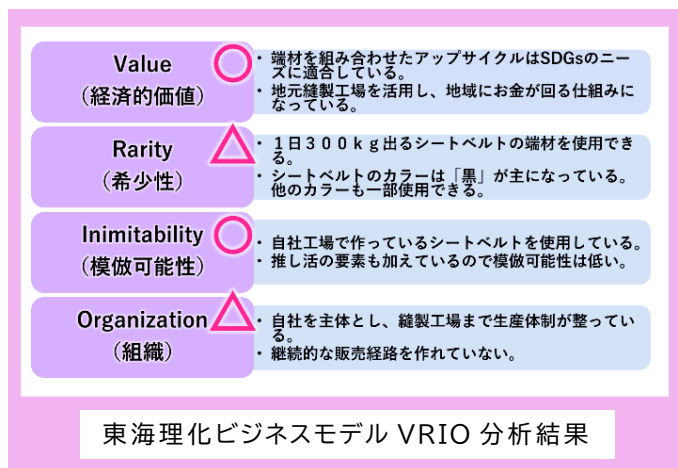 Value
（経済的価値）
・ 端材を組み合わせたアップサイクルはSDGsのニー
ズに適合している。
・ 地元縫製工場を活用し、地域にお金が回る仕組みに
なっている。
Rarity
（希少性）
・ １日３００ｋｇ出るシートベルトの端材を使用でき
る。
・ シートベルトのカラーは「黒」が主になっている。
他のカラーも一部使用できる。
Inimitability
（模倣可能性）
・ 自社工場で作っているシートベルトを使用している。
・ 推し活の要素も加えているので模倣可能性は低い。
Organization
（組織）
・ 自社を主体とし、縫製工場まで生産体制が整ってい
る。
・ 継続的な販売経路を作れていない。
東海理化ビジネスモデル VRIO 分析結果